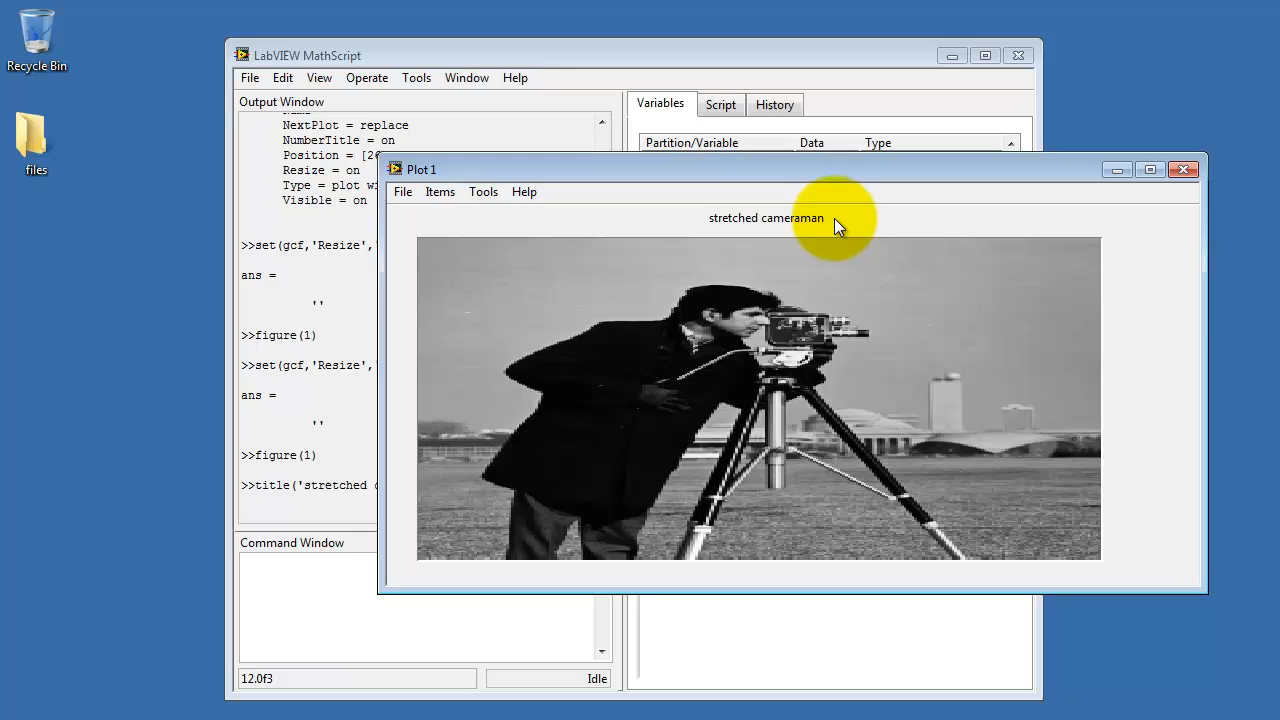 Recycle Bin
files
LabVIEW MathScript
File Edit View Operate Tools Window Help
Output Window
NextPlot = replace
NumberTitle = on
Position = [26
Resize = on
Type = plot wi
Visible = on
>>set(gcf,'Resize','
ans =
''
>>figure(1)
>>set(gcf,'Resize','
ans =
''
>>figure(1)
>>title('stretched c
Command Window
12.0f3
Idle
Variables Script History
Partition/Variable Data Type
Plot 1
File Items Tools Help
stretched cameraman